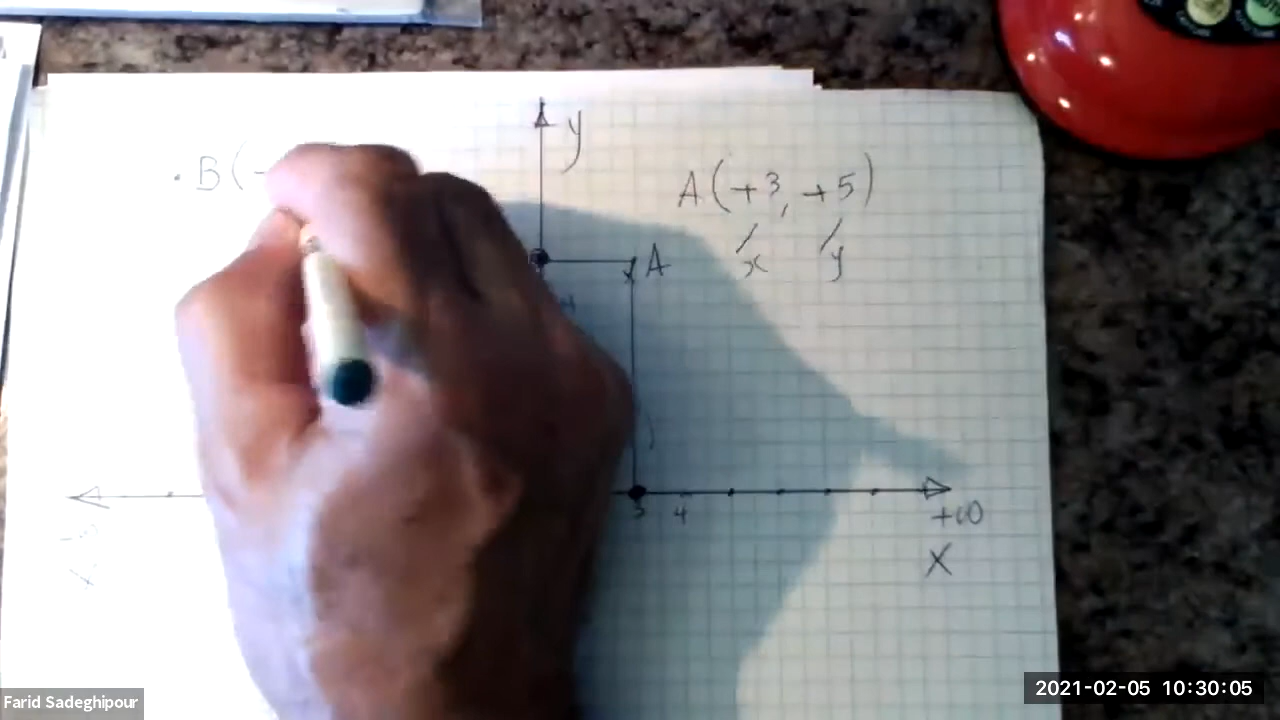 y
B(-
A(+3, +5)
x y
A
3 4
+10
X
Farid Sadeghipour
2021-02-05 10:30:05